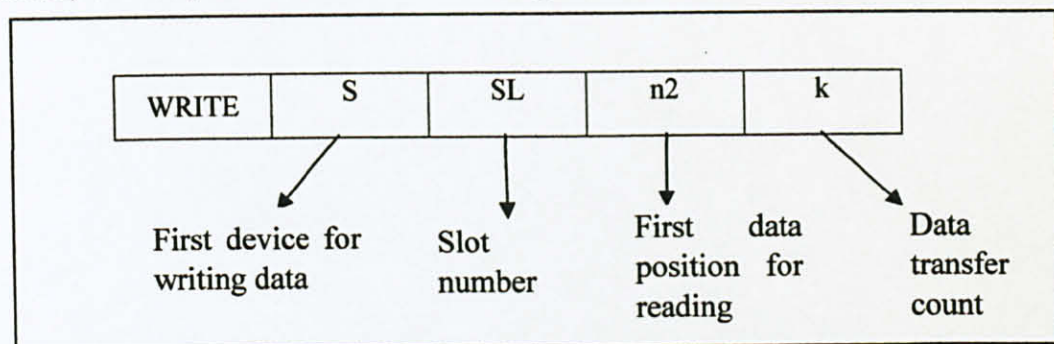 WRITE S SL n2 k
First device for
writing data
Slot
number
First data
position for
reading
Data
transfer
count